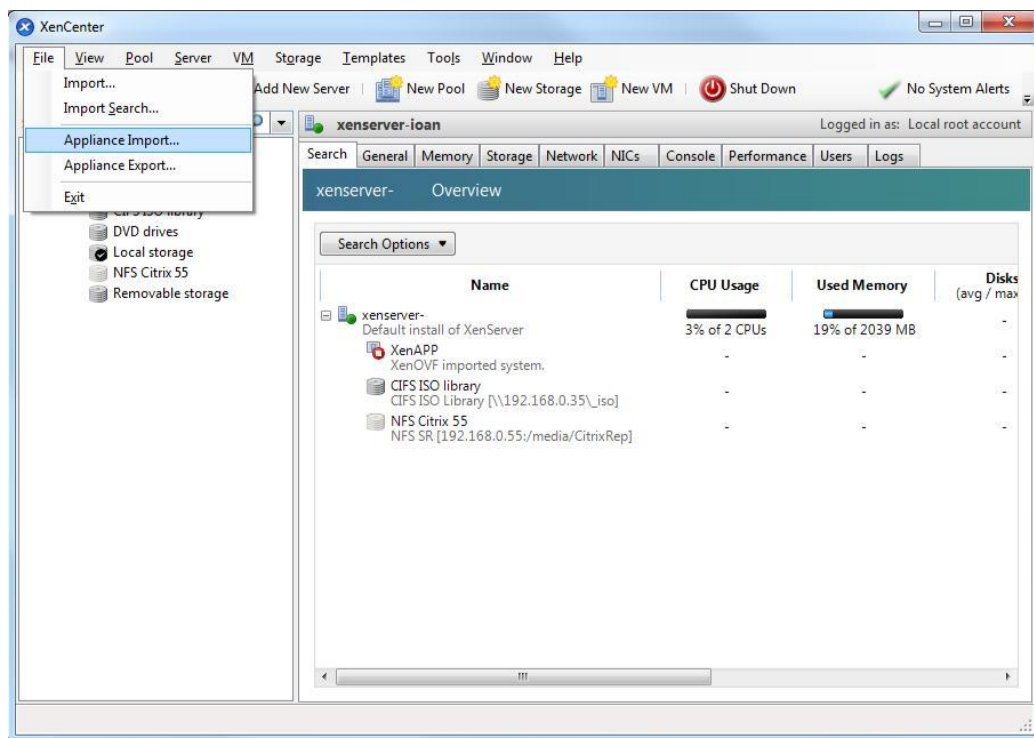 XenCenter
File View Pool Server VM Storage Templates Tools Window Help
Import...
Import Search...
Appliance Import...
Appliance Export...
Exit
Add New Server New Pool New Storage New VM Shut Down No System Alerts
xenserver-ioan Logged in as: Local root account
Search General Memory Storage Network NICs Console Performance Users Logs
xenserver- Overview
CIFS ISO library
DVD drives
Local storage
NFS Citrix 55
Removable storage
Search Options
Name CPU Usage Used Memory Disks
(avg / max
xenserver-
Default install of XenServer 3% of 2 CPUs 19% of 2039 MB -
XenAPP - - -
XenOVF imported system.
CIFS ISO library - - -
CIFS ISO Library [\\192.168.0.35\_iso]
NFS Citrix 55 - - -
NFS SR [192.168.0.55:/media/CitrixRep]